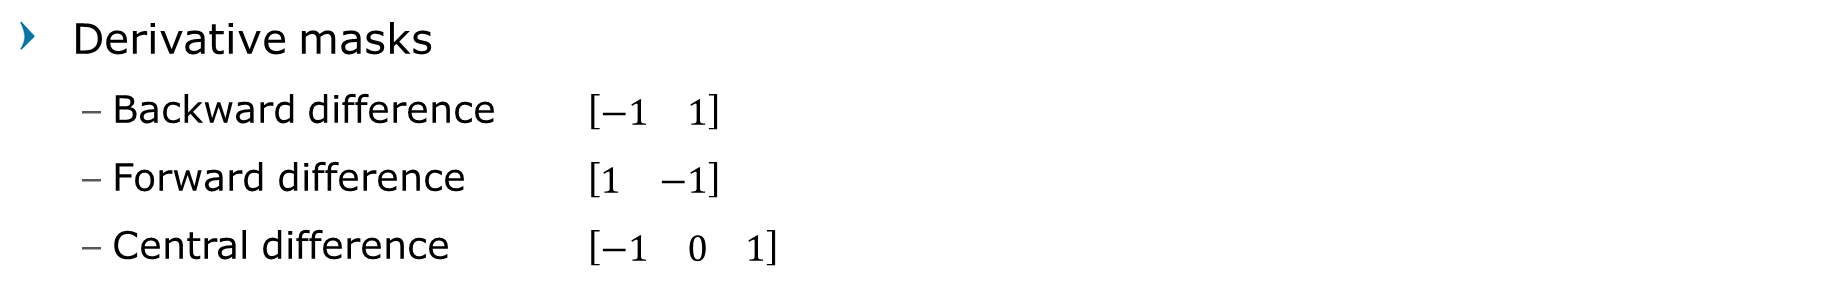 Derivative masks
– Backward difference [−1 1]
– Forward difference [1 −1]
– Central difference [−1 0 1]